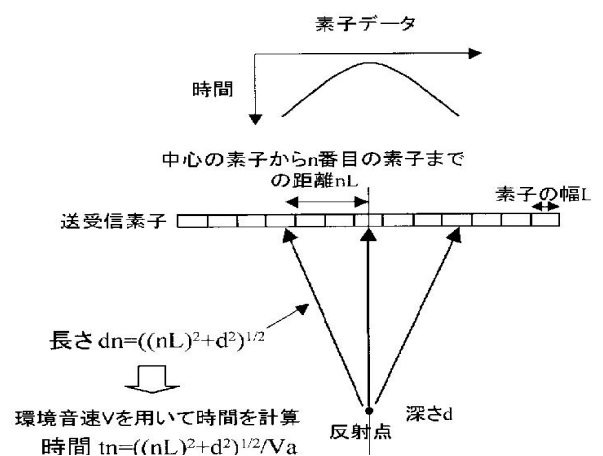 素子データ
時間
中心の素子からn番目の素子まで
の距離nL
素子の幅L
送受信素子
長さdn=((nL)²+d²)¹/²
環境音速Vを用いて時間を計算
時間 tn=((nL)²+d²)¹/²/Va
深さd
反射点